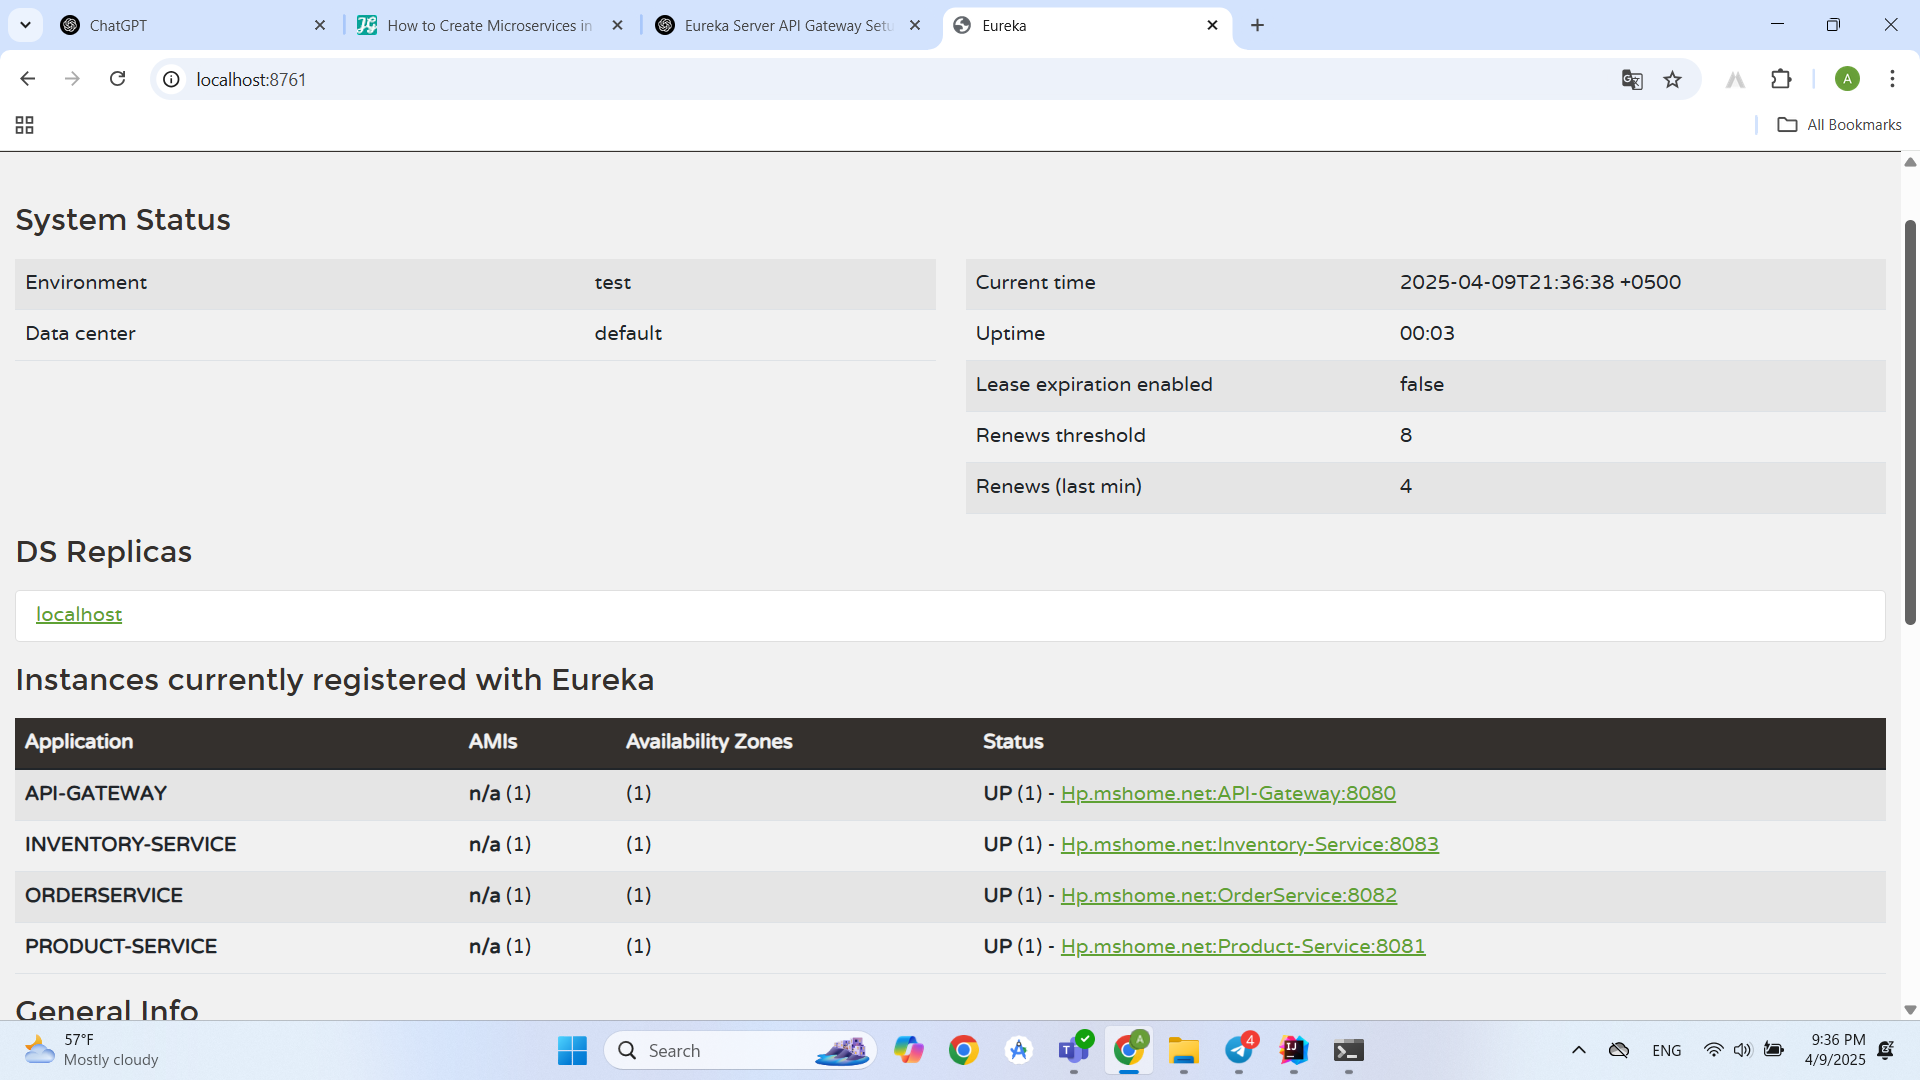 ChatGPT
How to Create Microservices in
Eureka Server API Gateway Setu
Eureka
localhost:8761
A
All Bookmarks
System Status
Environment test
Data center default
Current time 2025-04-09T21:36:38 +0500
Uptime 00:03
Lease expiration enabled false
Renews threshold 8
Renews (last min) 4
DS Replicas
localhost
Instances currently registered with Eureka
Application AMIs Availability Zones Status
API-GATEWAY n/a (1) (1) UP (1) - Hp.mshome.net:API-Gateway:8080
INVENTORY-SERVICE n/a (1) (1) UP (1) - Hp.mshome.net:Inventory-Service:8083
ORDERSERVICE n/a (1) (1) UP (1) - Hp.mshome.net:OrderService:8082
PRODUCT-SERVICE n/a (1) (1) UP (1) - Hp.mshome.net:Product-Service:8081
General Info
57°F
Mostly cloudy
Search
A
4
ENG
9:36 PM
4/9/2025